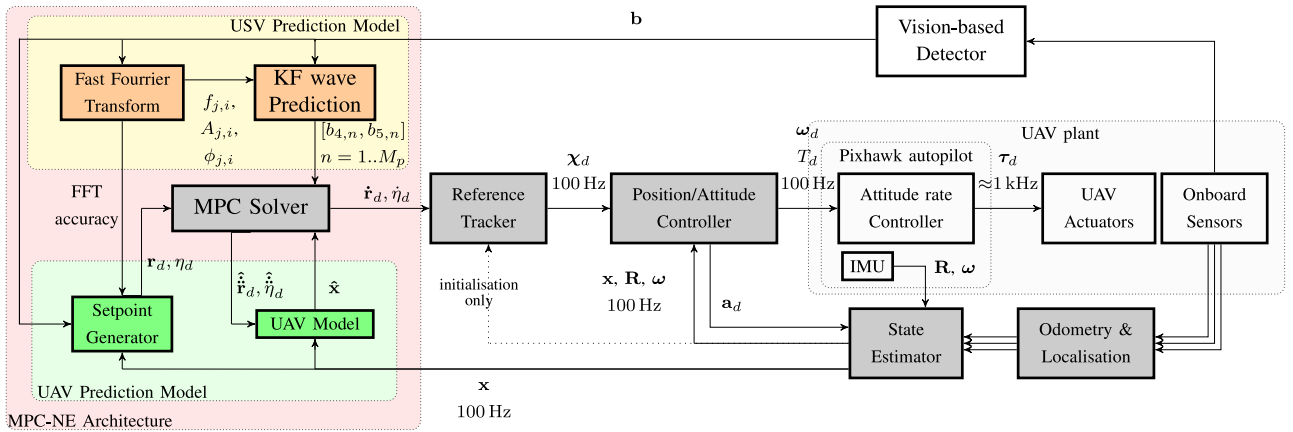 USV Prediction Model
b
Vision-based
Detector
Fast Fourrier
Transform
KF wave
Prediction
f_{j,i},
A_{j,i},
ϕ_{j,i}
[b_{4,n}, b_{5,n}]
n = 1..M_p
FFT
accuracy
MPC Solver
ṙ_d, η̇_d
Reference
Tracker
χ_d
100 Hz
Position/Attitude
Controller
ω_d
T_d
100 Hz
UAV plant
Pixhawk autopilot
Attitude rate
Controller
τ_d
≈1 kHz
UAV
Actuators
Onboard
Sensors
IMU
R, ω
r_d, η_d
x̂
Setpoint
Generator
UAV Model
initialisation
only
x, R, ω
100 Hz
a_d
State
Estimator
Odometry &
Localisation
UAV Prediction Model
x
100 Hz
MPC-NE Architecture